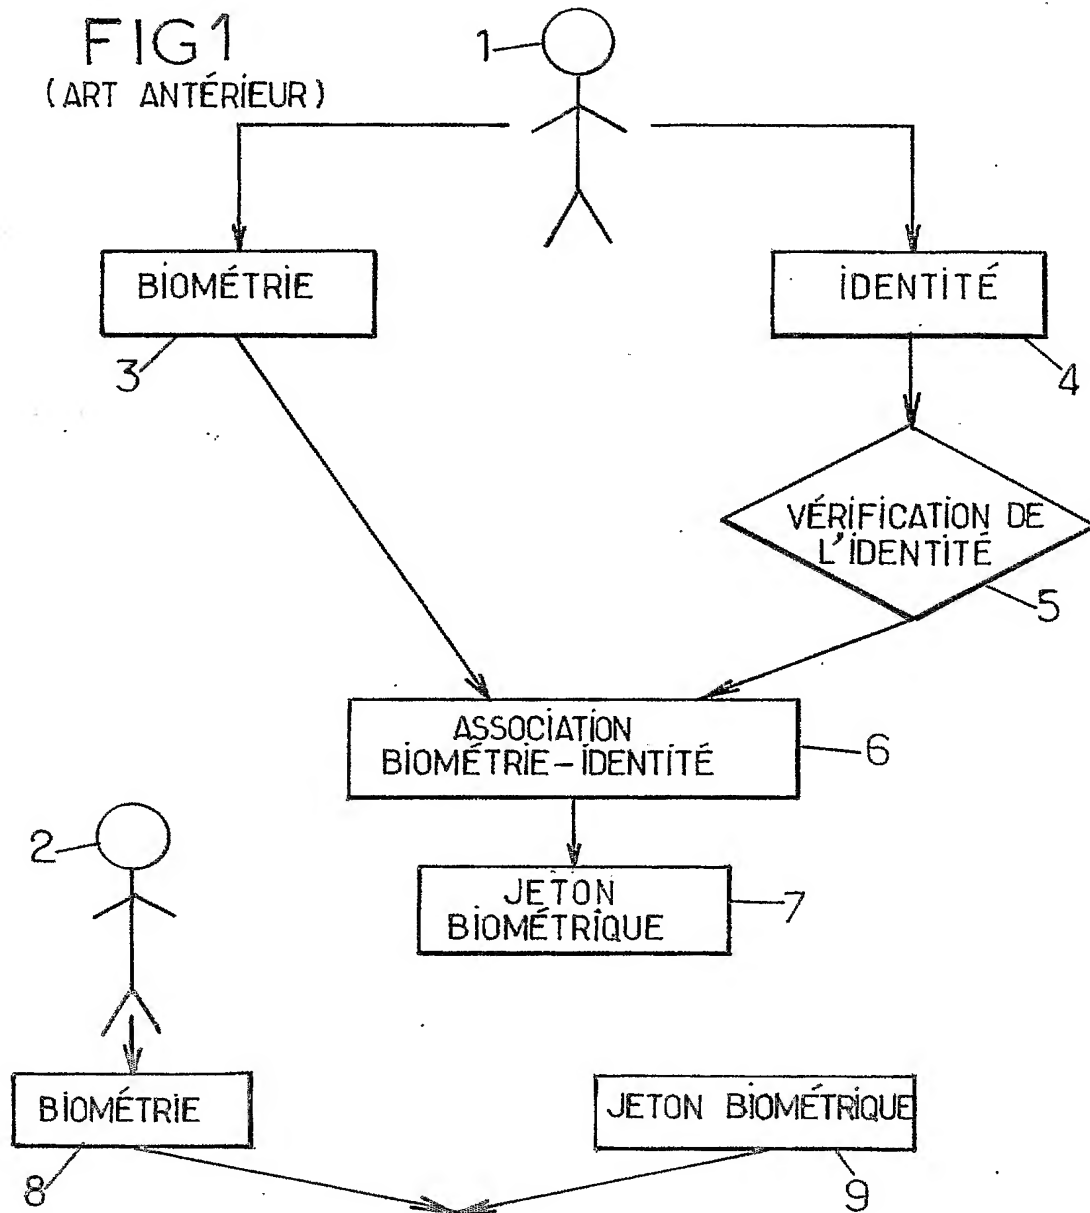 FIG1
(ART ANTÉRIEUR)
1
BIOMÉTRIE
IDENTITÉ
3
4
VÉRIFICATION DE
L'IDENTITÉ
5
ASSOCIATION
BIOMÉTRIE-IDENTITÉ
6
2
JETON
BIOMÉTRIQUE
7
BIOMÉTRIE
JETON BIOMÉTRIQUE
8
9